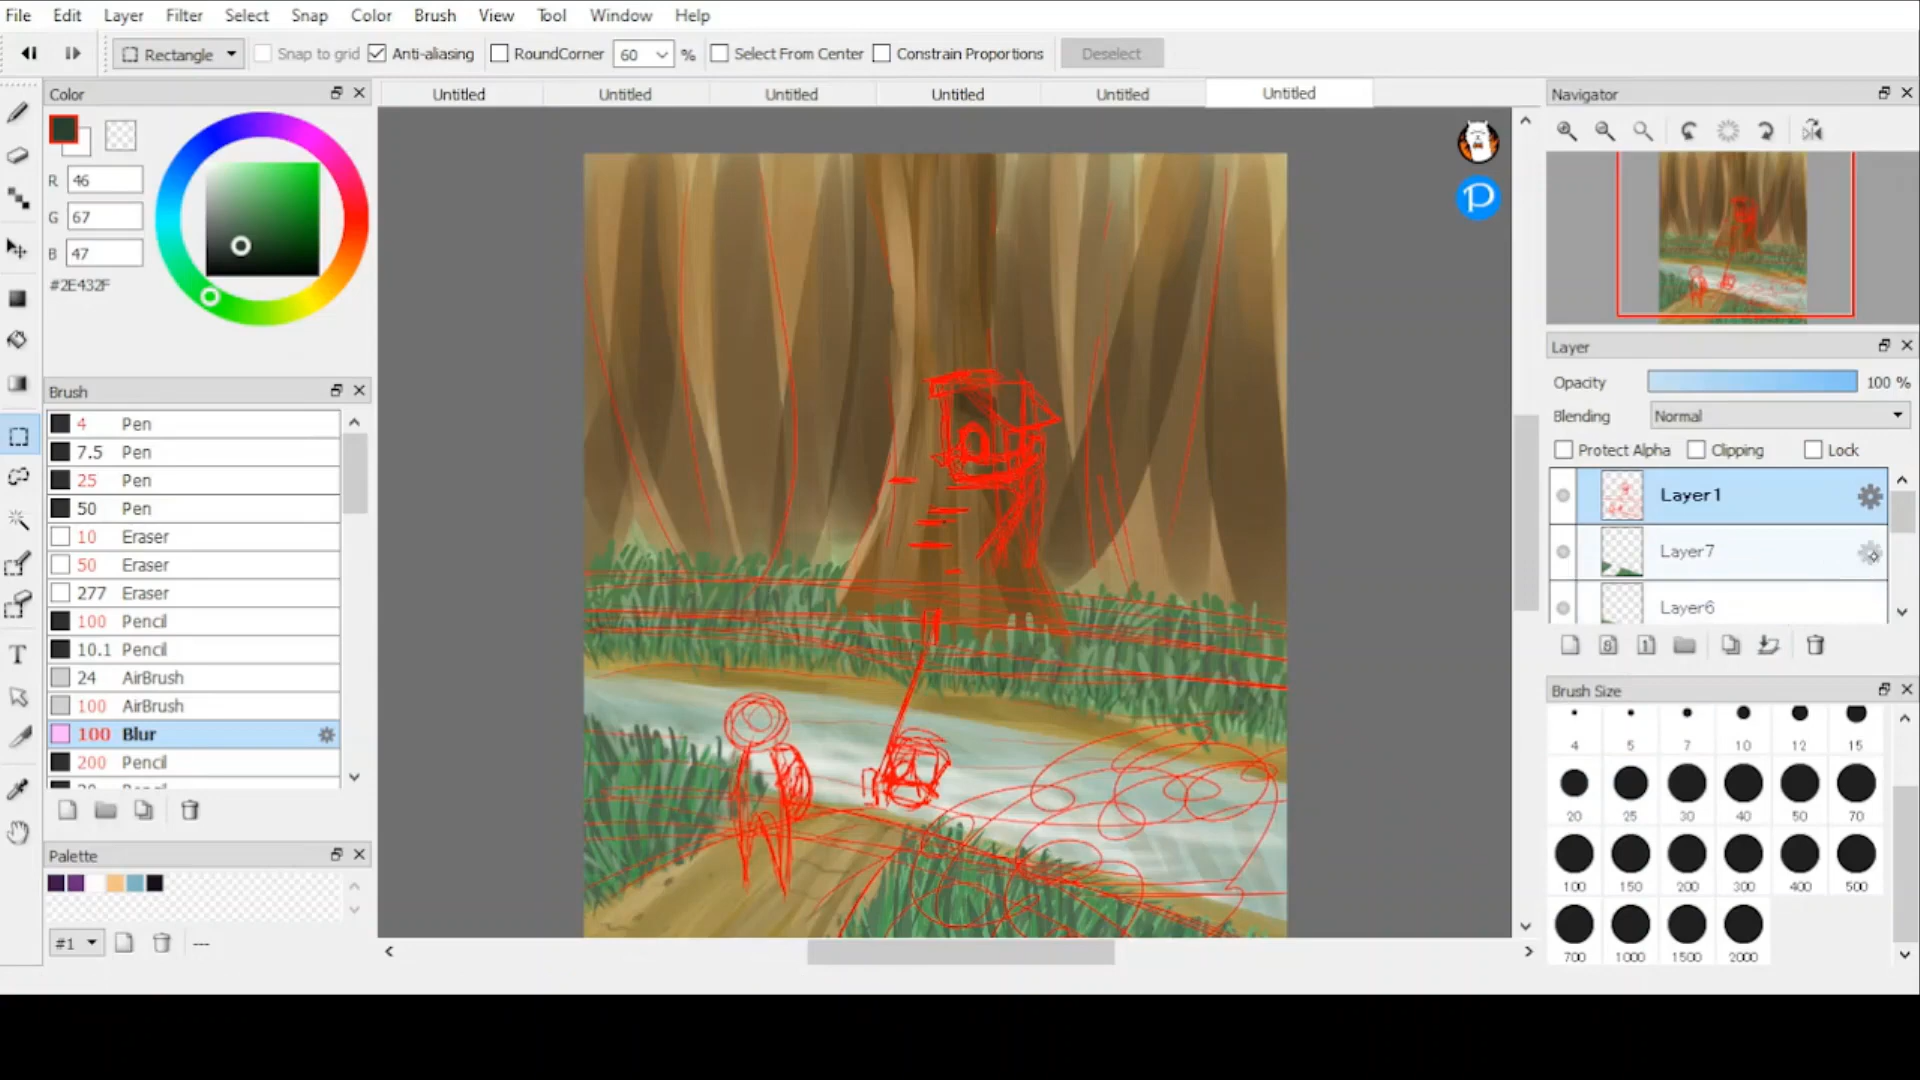 File Edit Layer Filter Select Snap Color Brush View Tool Window Help
Rectangle Snap to grid Anti-aliasing RoundCorner 60 % Select From Center Constrain Proportions Deselect
Color
R 46
G 67
B 47
#2E432F
Brush
4 Pen
7.5 Pen
25 Pen
50 Pen
10 Eraser
50 Eraser
277 Eraser
100 Pencil
10.1 Pencil
24 AirBrush
100 AirBrush
100 Blur
200 Pencil
Palette
#1 ---
Untitled Untitled Untitled Untitled Untitled Untitled
Navigator
Layer
Opacity 100 %
Blending Normal
Protect Alpha Clipping Lock
Layer1
Layer7
Layer6
8 1
Brush Size
4 5 7 10 12 15
20 25 30 40 50 70
100 150 200 300 400 500
700 1000 1500 2000